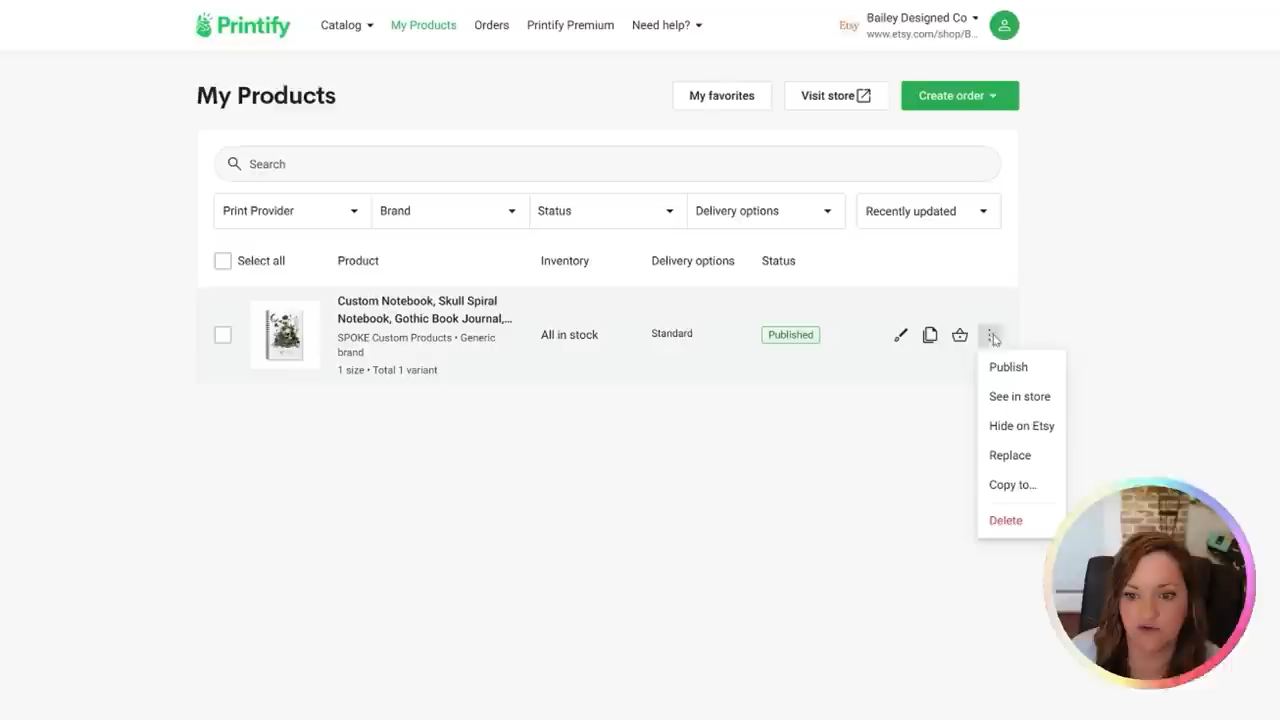 Printify
Catalog
My Products
Orders
Printify Premium
Need help?
Etsy
Bailey Designed Co
www.etsy.com/shop/B...
My Products
My favorites
Visit store
Create order
Search
Print Provider
Brand
Status
Delivery options
Recently updated
Select all
Product
Inventory
Delivery options
Status
Custom Notebook, Skull Spiral
Notebook, Gothic Book Journal,...
SPOKE Custom Products • Generic
brand
1 size • Total 1 variant
All in stock
Standard
Published
Publish
See in store
Hide on Etsy
Replace
Copy to...
Delete